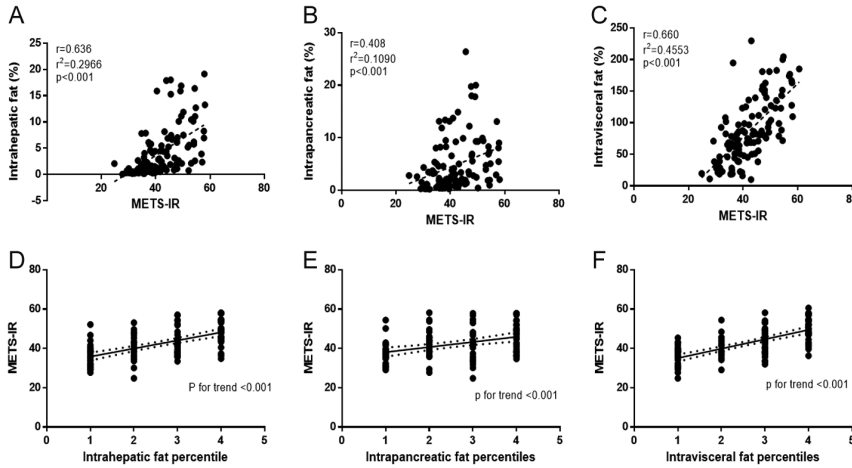 A
r=0.636
r²=0.2966
p<0.001
Intrahepatic fat (%)
25
20
15
10
5
0
-5
20
40
60
80
METS-IR
B
r=0.408
r²=0.1090
p<0.001
Intrapancreatic fat (%)
30
20
10
0
0
20
40
60
80
METS-IR
C
r=0.660
r²=0.4553
p<0.001
Intravisceral fat (%)
250
200
150
100
50
0
0
20
40
60
80
METS-IR
D
METS-IR
80
60
40
20
0
0
1
2
3
4
5
P for trend <0.001
Intrahepatic fat percentile
E
METS-IR
80
60
40
20
0
0
1
2
3
4
5
p for trend <0.001
Intrapancreatic fat percentiles
F
METS-IR
80
60
40
20
0
0
1
2
3
4
5
p for trend <0.001
Intravisceral fat percentiles